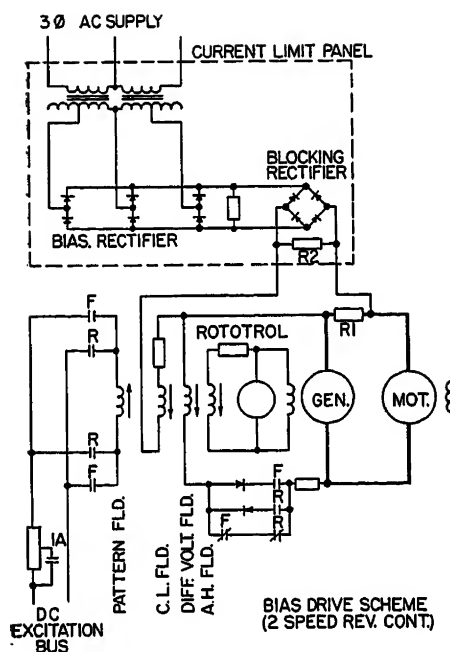 3Ø AC SUPPLY
CURRENT LIMIT PANEL
BLOCKING
RECTIFIER
BIAS. RECTIFIER
R2
F
R
ROTOTROL
R1
GEN.
MOT.
R
F
F
R
F
R
1A
PATTERN FLD.
C.L. FLD.
DIFF. VOLT. FLD.
A.H. FLD.
DC
EXCITATION
BUS
BIAS DRIVE SCHEME
(2 SPEED REV. CONT.)